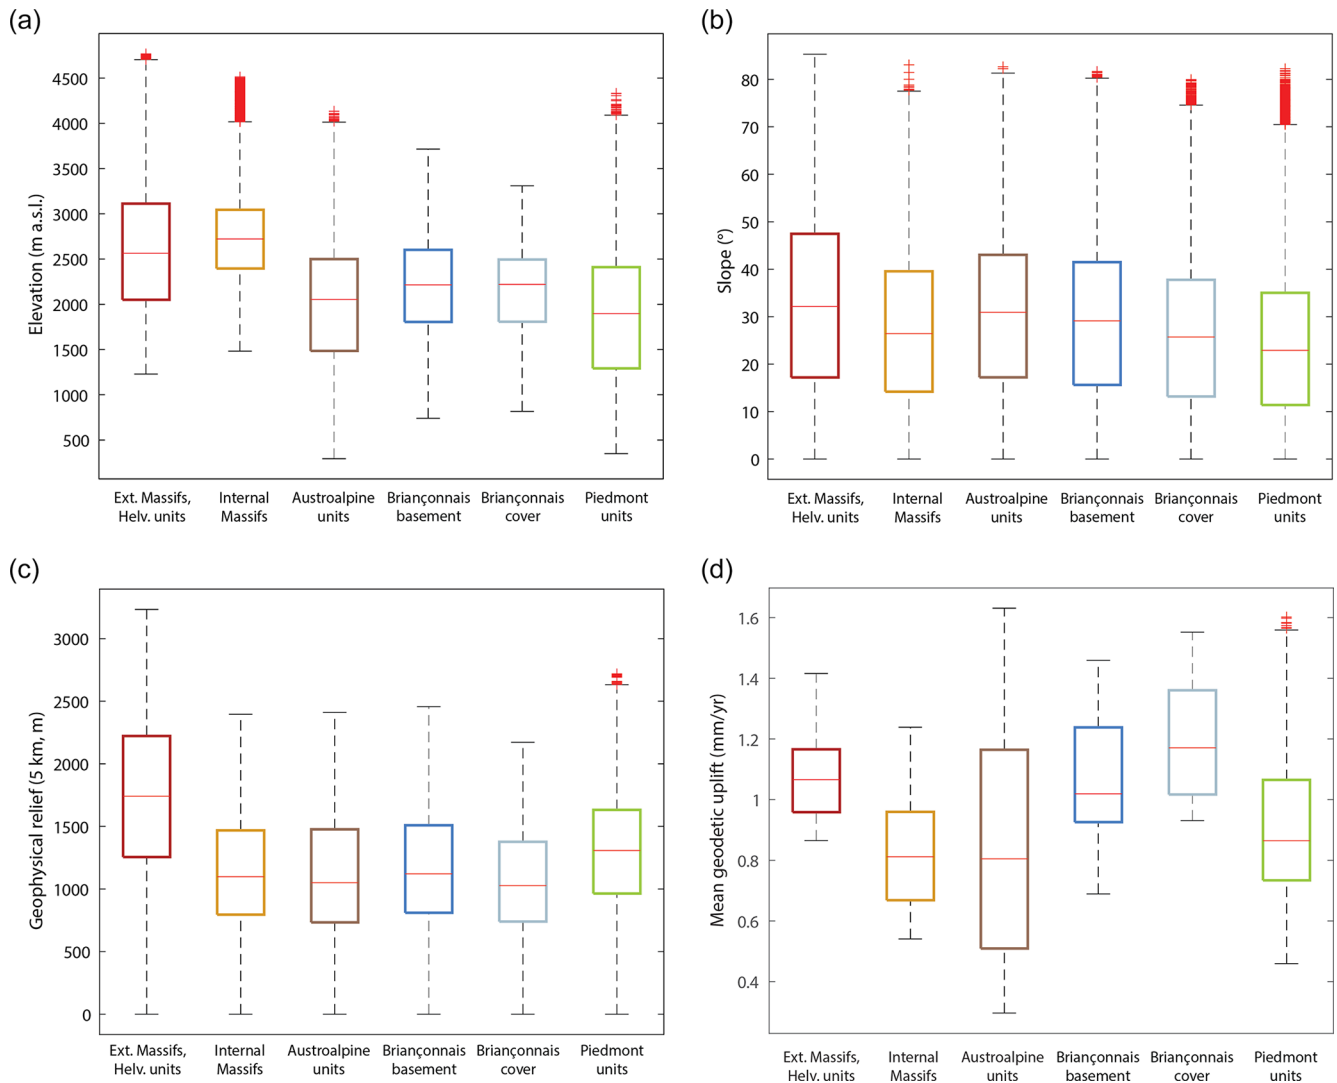 (a)
Elevation (m a.s.l.)
4500
4000
3500
3000
2500
2000
1500
1000
500
Ext. Massifs, Internal Austroalpine Briançonnais Briançonnais Piedmont
Helv. units Massifs units basement cover units
(b)
Slope (°)
80
70
60
50
40
30
20
10
0
Ext. Massifs, Internal Austroalpine Briançonnais Briançonnais Piedmont
Helv. units Massifs units basement cover units
(c)
Geophysical relief (5 km, m)
3000
2500
2000
1500
1000
500
0
Ext. Massifs, Internal Austroalpine Briançonnais Briançonnais Piedmont
Helv. units Massifs units basement cover units
(d)
Mean geodetic uplift (mm/yr)
1.6
1.4
1.2
1
0.8
0.6
0.4
Ext. Massifs, Internal Austroalpine Briançonnais Briançonnais Piedmont
Helv. units Massifs units basement cover units